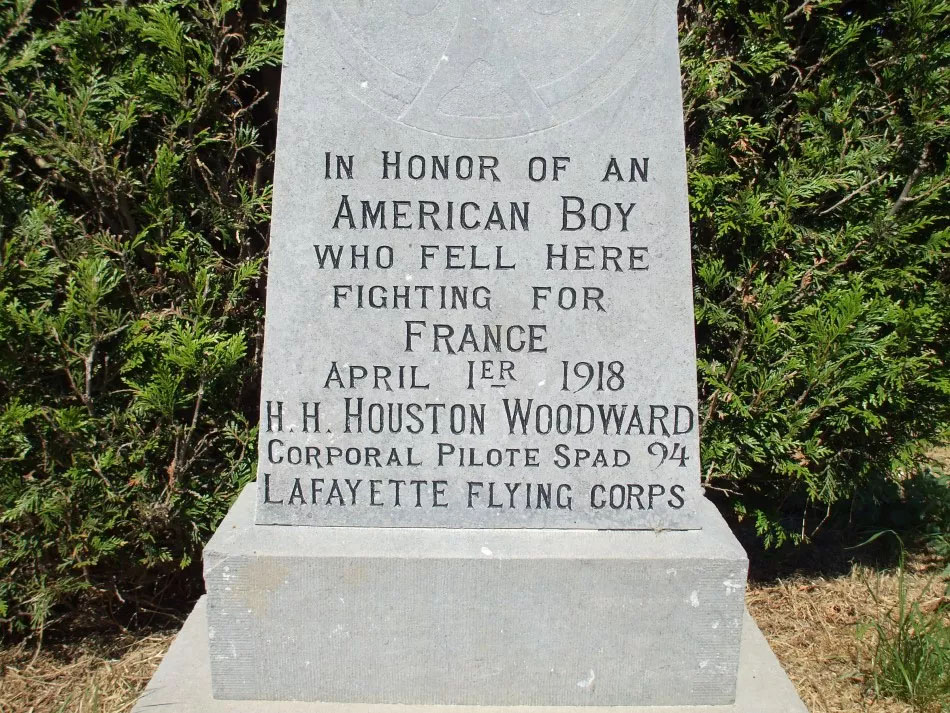 In Honor of an
American Boy
who fell here
fighting for
France
April 1er 1918
H. H. Houston Woodward
Corporal Pilote Spad 94
Lafayette flying corps